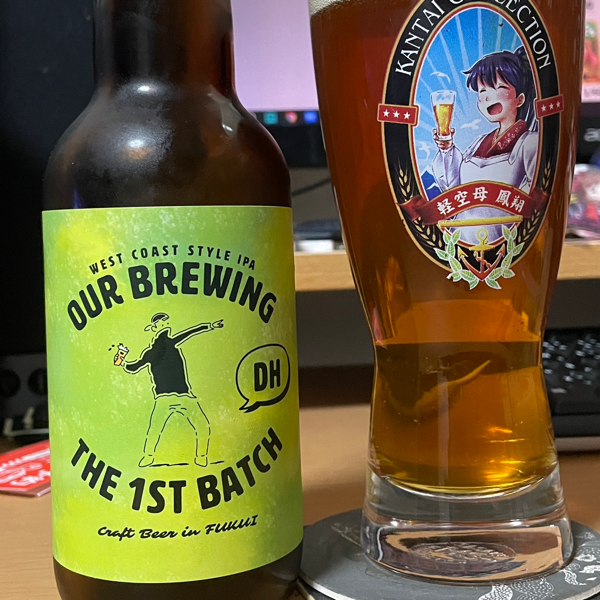 WEST COAST STYLE IPA
OUR BREWING
DH
THE 1ST BATCH
Craft Beer in FUKUI
KANTAI COLLECTION
軽空母 鳳翔